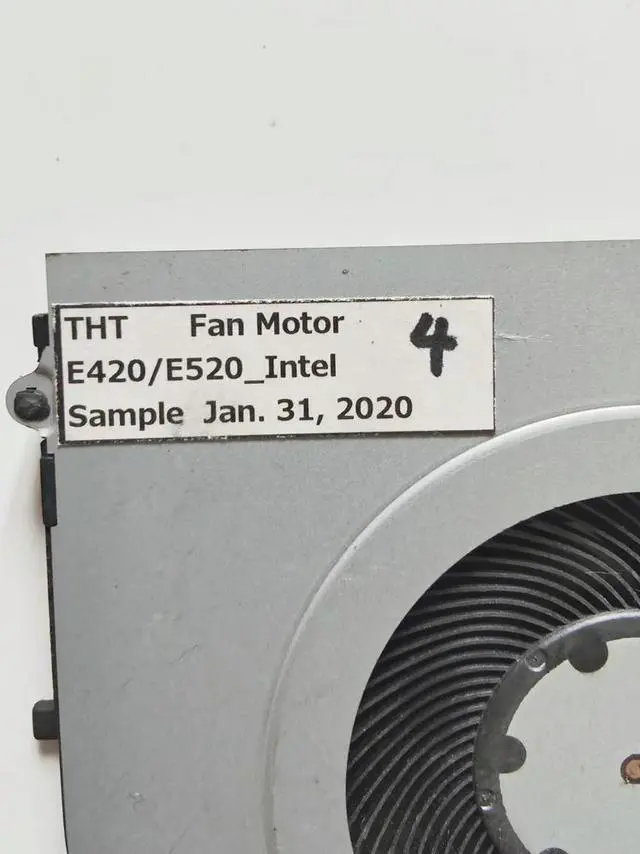 THT Fan Motor 4
E420/E520_Intel
Sample Jan. 31, 2020